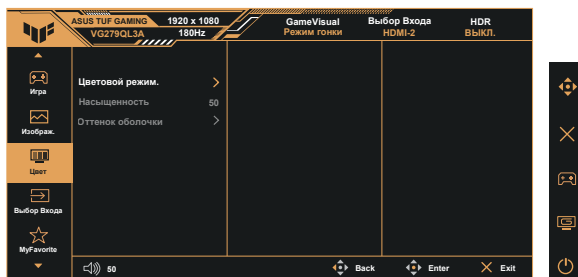 ASUS TUF GAMING 1920 x 1080 GameVisual Выбор Входа HDR
VG279QL3A 180Hz Режим гонки HDMI-2 ВЫКЛ.
Игра
Цветовой режим.
Насыщенность 50
Изображ.
Оттенок оболочки
Цвет
Выбор Входа
MyFavorite
50 Back Enter Exit